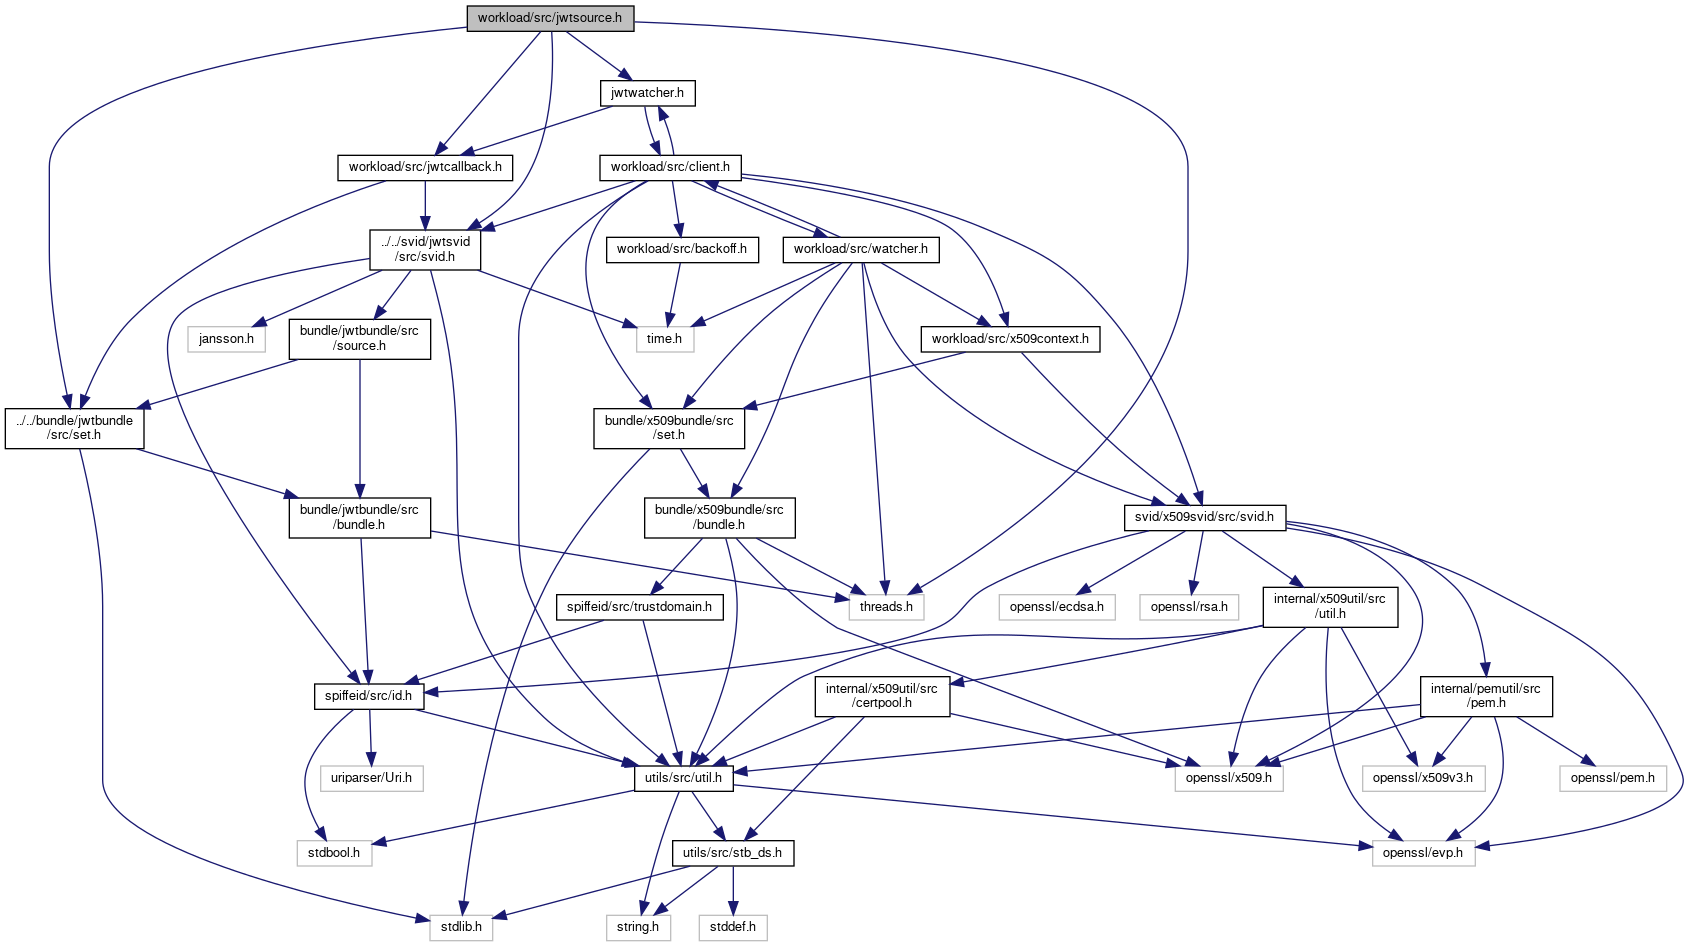 workload/src/jwtsource.h
jwtwatcher.h
workload/src/jwtcallback.h
workload/src/client.h
../../svid/jwtsvid
/src/svid.h
workload/src/backoff.h
workload/src/watcher.h
jansson.h
bundle/jwtbundle/src
/source.h
time.h
workload/src/x509context.h
../../bundle/jwtbundle
/src/set.h
bundle/x509bundle/src
/set.h
bundle/jwtbundle/src
/bundle.h
bundle/x509bundle/src
/bundle.h
svid/x509svid/src/svid.h
spiffeid/src/trustdomain.h
threads.h
openssl/ecdsa.h
openssl/rsa.h
internal/x509util/src
/util.h
spiffeid/src/id.h
internal/x509util/src
/certpool.h
internal/pemutil/src
/pem.h
uriparser/Uri.h
utils/src/util.h
openssl/x509.h
openssl/x509v3.h
openssl/pem.h
stdbool.h
utils/src/stb_ds.h
openssl/evp.h
stdlib.h
string.h
stddef.h